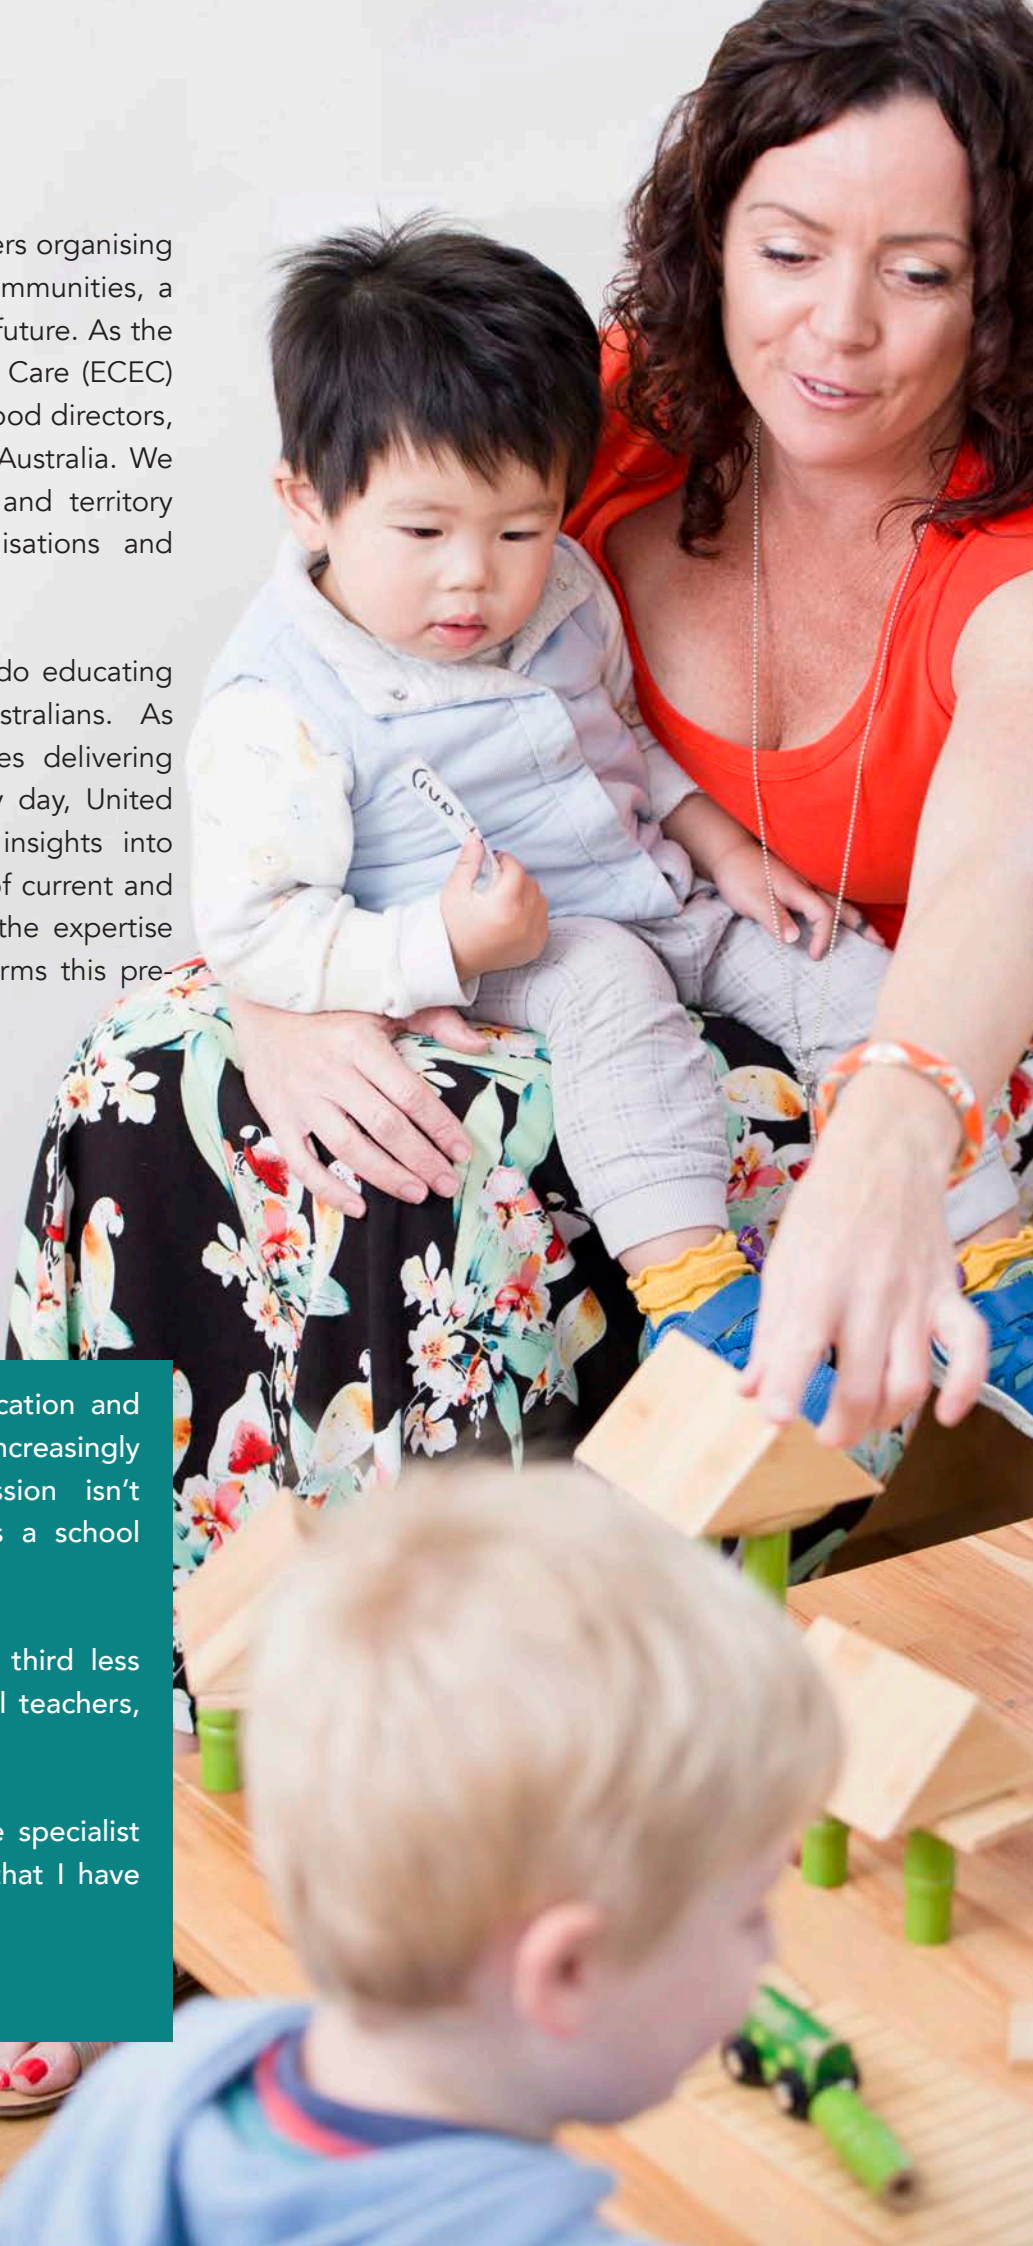 ers organising
mmunities, a
future. As the
Care (ECEC)
ood directors,
Australia. We
and territory
isations and
do educating
stralians. As
es delivering
y day, United
insights into
of current and
the expertise
rms this pre-
cation and
ncreasingly
ssion isn’t
s a school
third less
l teachers,
e specialist
that I have